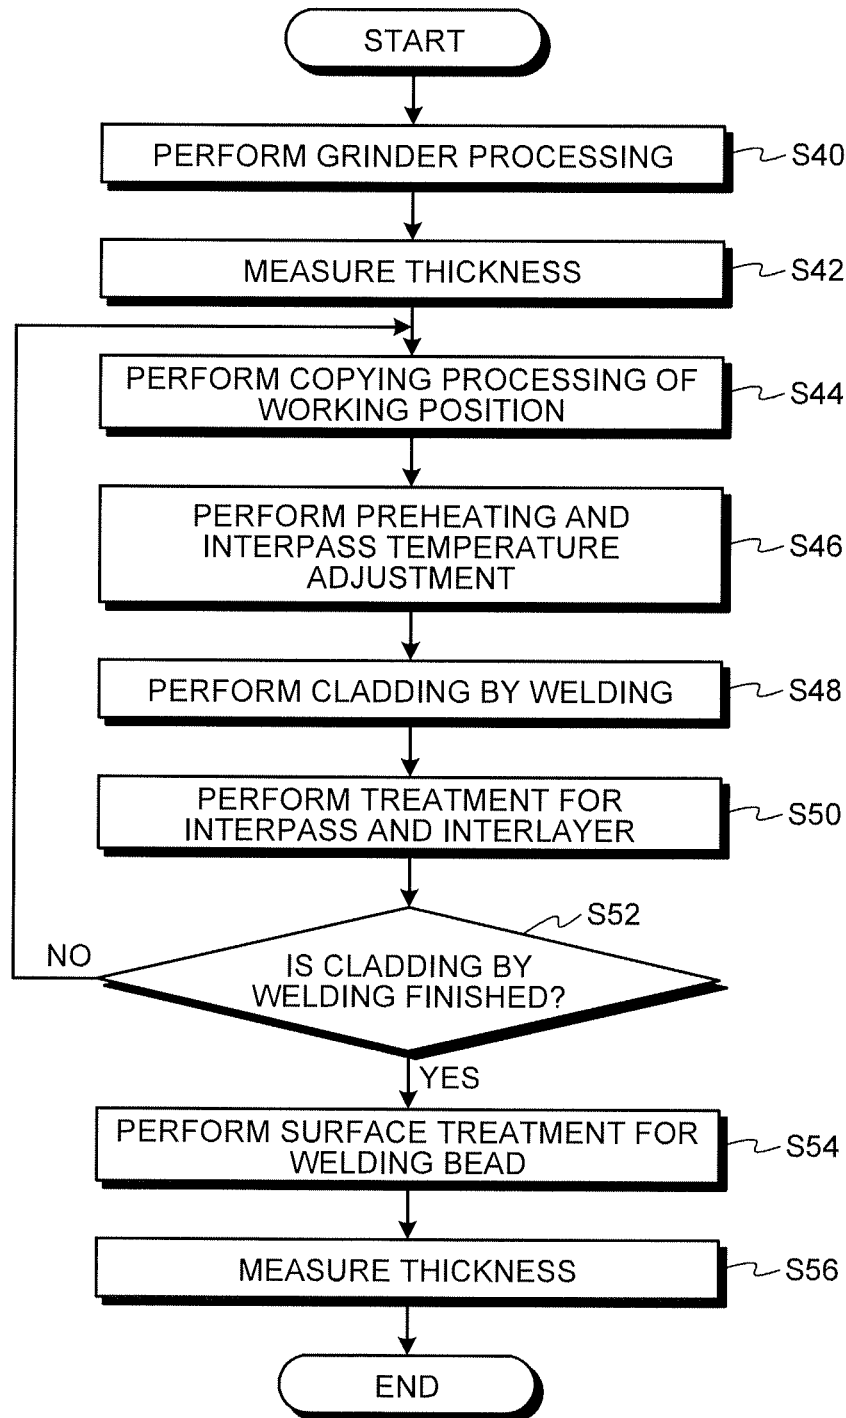 START
PERFORM GRINDER PROCESSING
S40
MEASURE THICKNESS
S42
PERFORM COPYING PROCESSING OF
WORKING POSITION
S44
PERFORM PREHEATING AND
INTERPASS TEMPERATURE
ADJUSTMENT
S46
PERFORM CLADDING BY WELDING
S48
PERFORM TREATMENT FOR
INTERPASS AND INTERLAYER
S50
S52
NO
IS CLADDING BY
WELDING FINISHED?
YES
PERFORM SURFACE TREATMENT FOR
WELDING BEAD
S54
MEASURE THICKNESS
S56
END